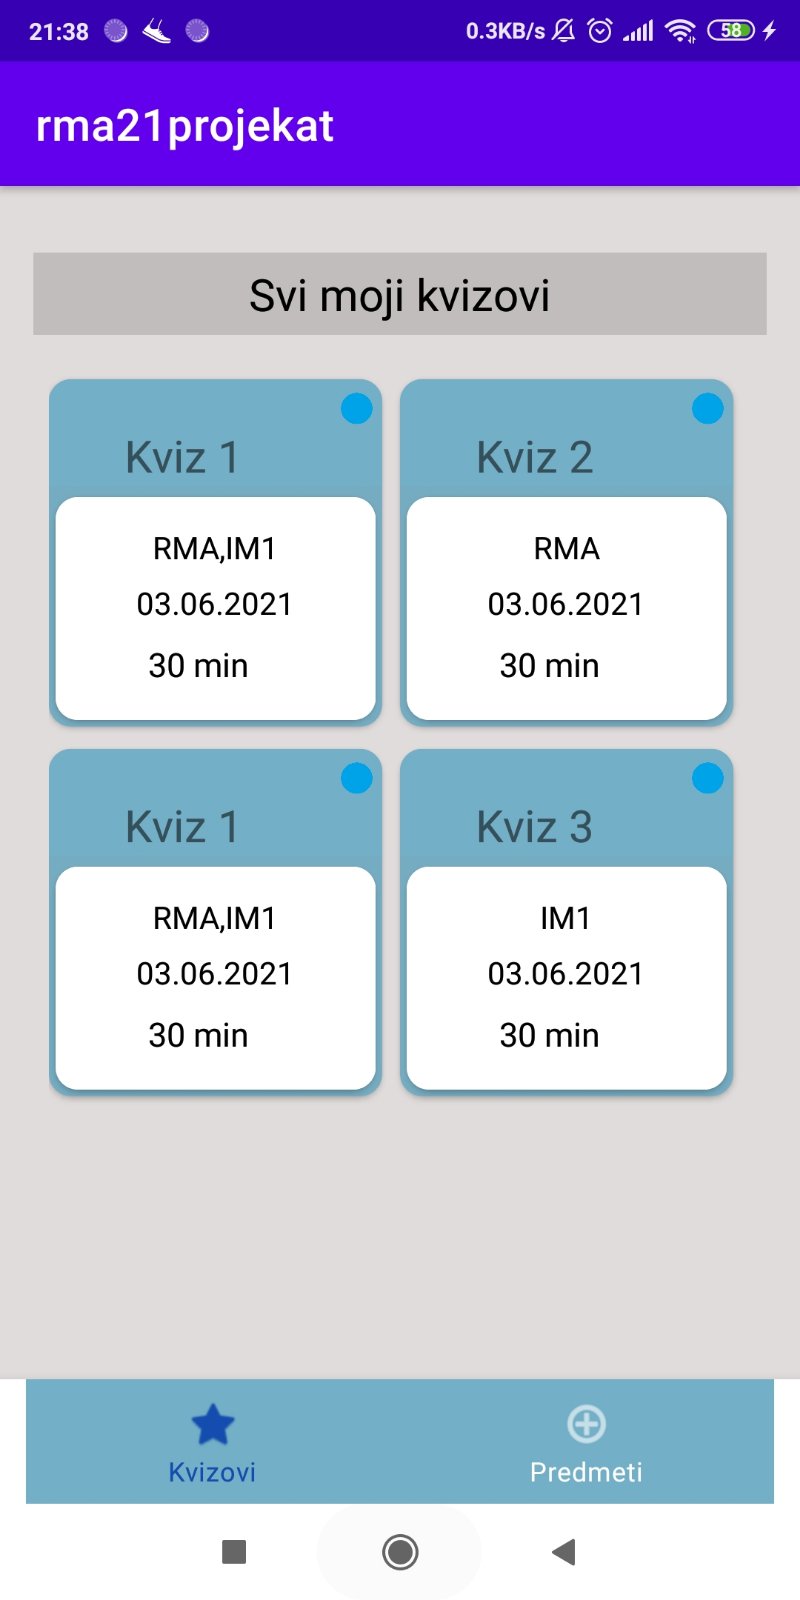 21:38 0.3KB/s 58
rma21projekat
Svi moji kvizovi
Kviz 1
RMA,IM1
03.06.2021
30 min
Kviz 2
RMA
03.06.2021
30 min
Kviz 1
RMA,IM1
03.06.2021
30 min
Kviz 3
IM1
03.06.2021
30 min
Kvizovi
Predmeti